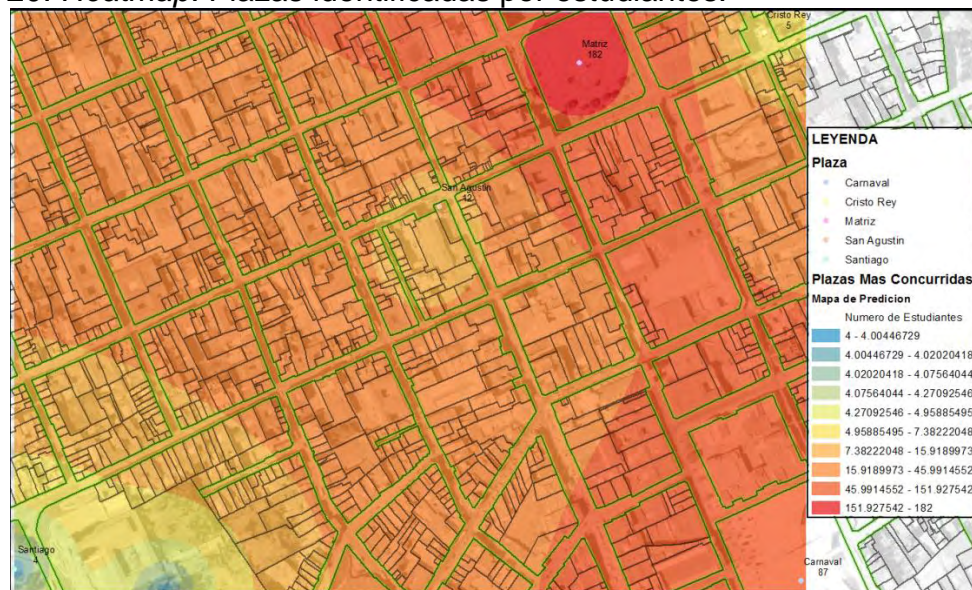 Cristo Rey
5
Matriz
182
San Agustin
12
Santiago
4
Carnaval
87
LEYENDA
Plaza
Carnaval
Cristo Rey
Matriz
San Agustin
Santiago
Plazas Mas Concurridas
Mapa de Predicion
Numero de Estudiantes
4 - 4.00446729
4.00446729 - 4.02020418
4.02020418 - 4.07564044
4.07564044 - 4.27092546
4.27092546 - 4.95885495
4.95885495 - 7.38222048
7.38222048 - 15.9189973
15.9189973 - 45.9914552
45.9914552 - 151.927542
151.927542 - 182